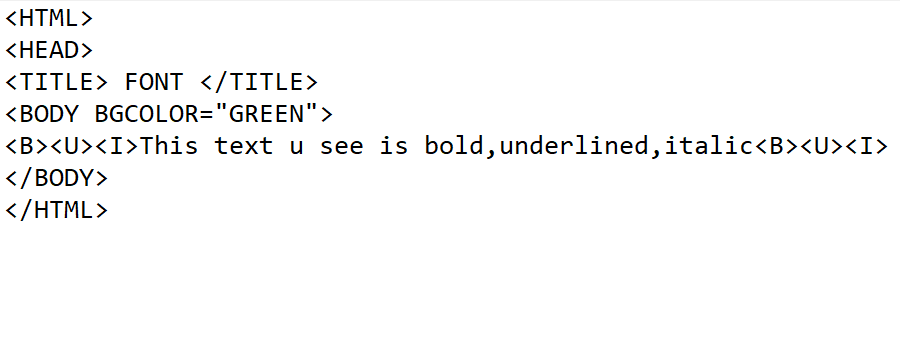 <HTML>
<HEAD>
<TITLE> FONT </TITLE>
<BODY BGCOLOR="GREEN">
<B><U><I>This text u see is bold,underlined,italic<B><U><I>
</BODY>
</HTML>